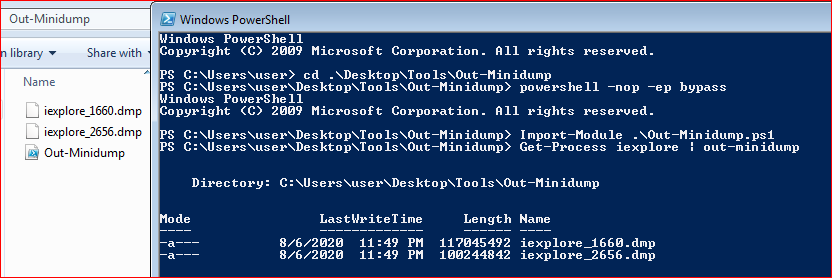 Out-Minidump
n library
Share with
Name
iexplore_1660.dmp
iexplore_2656.dmp
Out-Minidump
Windows PowerShell
Windows PowerShell
Copyright (C) 2009 Microsoft Corporation. All rights reserved.
PS C:\Users\user> cd .\Desktop\Tools\Out-Minidump
PS C:\Users\user\Desktop\Tools\Out-Minidump> powershell -nop -ep bypass
Windows PowerShell
Copyright (C) 2009 Microsoft Corporation. All rights reserved.
PS C:\Users\user\Desktop\Tools\Out-Minidump> Import-Module .\Out-Minidump.ps1
PS C:\Users\user\Desktop\Tools\Out-Minidump> Get-Process iexplore | out-minidump
Directory: C:\Users\user\Desktop\Tools\Out-Minidump
Mode LastWriteTime Length Name
---- ------------- ------ ----
-a--- 8/6/2020 11:49 PM 117045492 iexplore_1660.dmp
-a--- 8/6/2020 11:49 PM 100244842 iexplore_2656.dmp